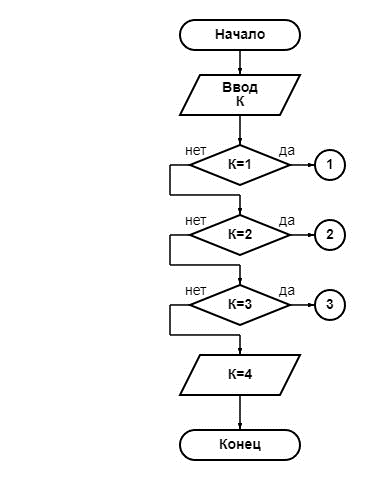 Начало
Ввод
К
нет да
К=1 1
нет да
К=2 2
нет да
К=3 3
К=4
Конец